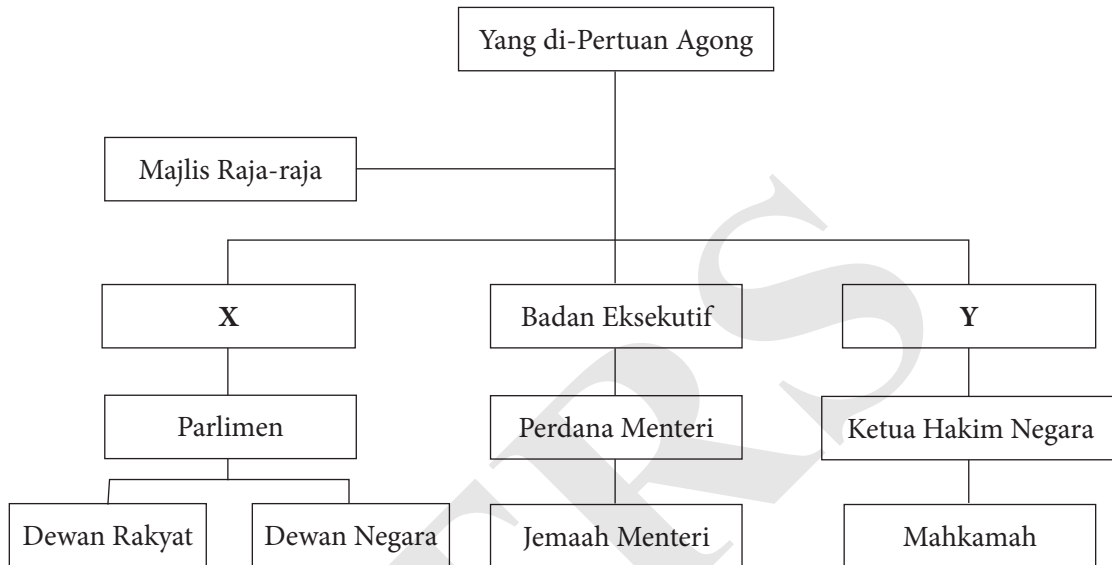 Yang di-Pertuan Agong
Majlis Raja-raja
X
Badan Eksekutif
Y
Parlimen
Perdana Menteri
Ketua Hakim Negara
Dewan Rakyat
Dewan Negara
Jemaah Menteri
Mahkamah